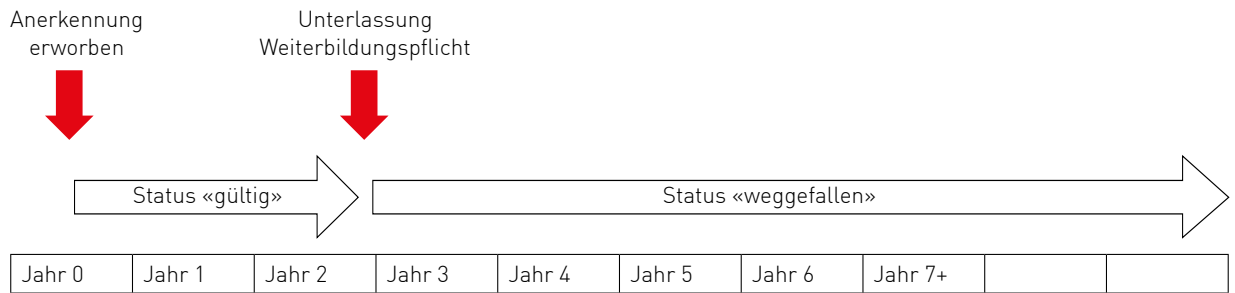 Anerkennung
erworben
Unterlassung
Weiterbildungspflicht
Status «gültig»
Status «weggefallen»
Jahr 0 Jahr 1 Jahr 2 Jahr 3 Jahr 4 Jahr 5 Jahr 6 Jahr 7+